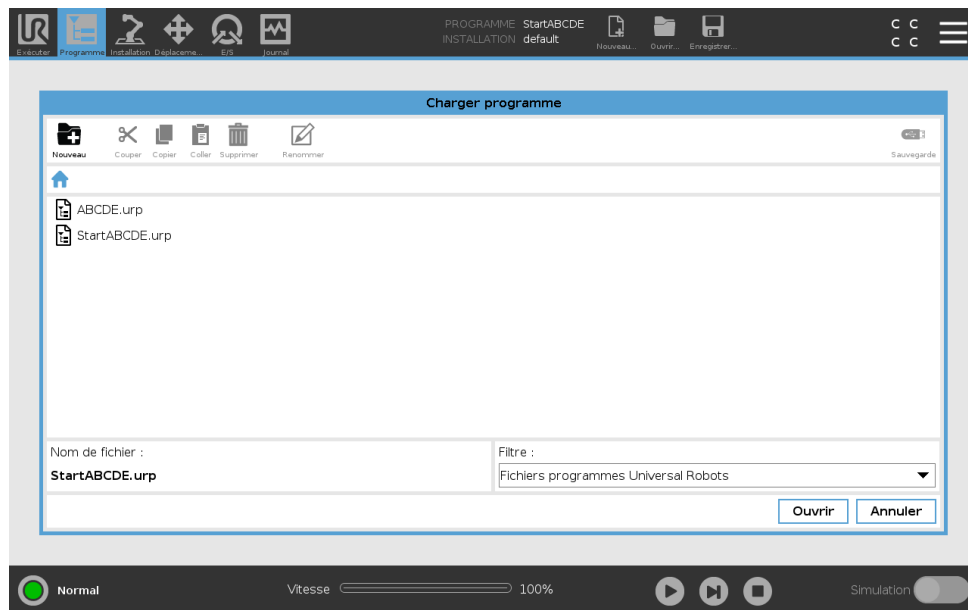 PROGRAMME StartABCDE
INSTALLATION default
C C
C C
Exécuter Programme Installation Déplaceme... E/S Journal Nouveau... Ouvrir... Enregistrer...
Charger programme
Nouveau Couper Copier Coller Supprimer Renommer Sauvegarde
ABCDE.urp
StartABCDE.urp
Nom de fichier : Filtre :
StartABCDE.urp Fichiers programmes Universal Robots
Ouvrir Annuler
Normal Vitesse 100% Simulation